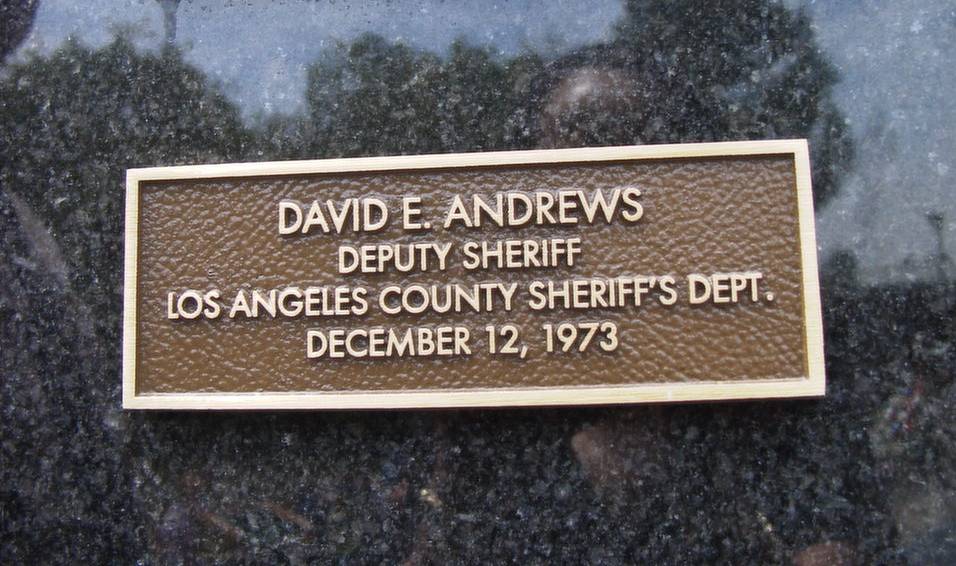 DAVID E. ANDREWS
DEPUTY SHERIFF
LOS ANGELES COUNTY SHERIFF'S DEPT.
DECEMBER 12, 1973